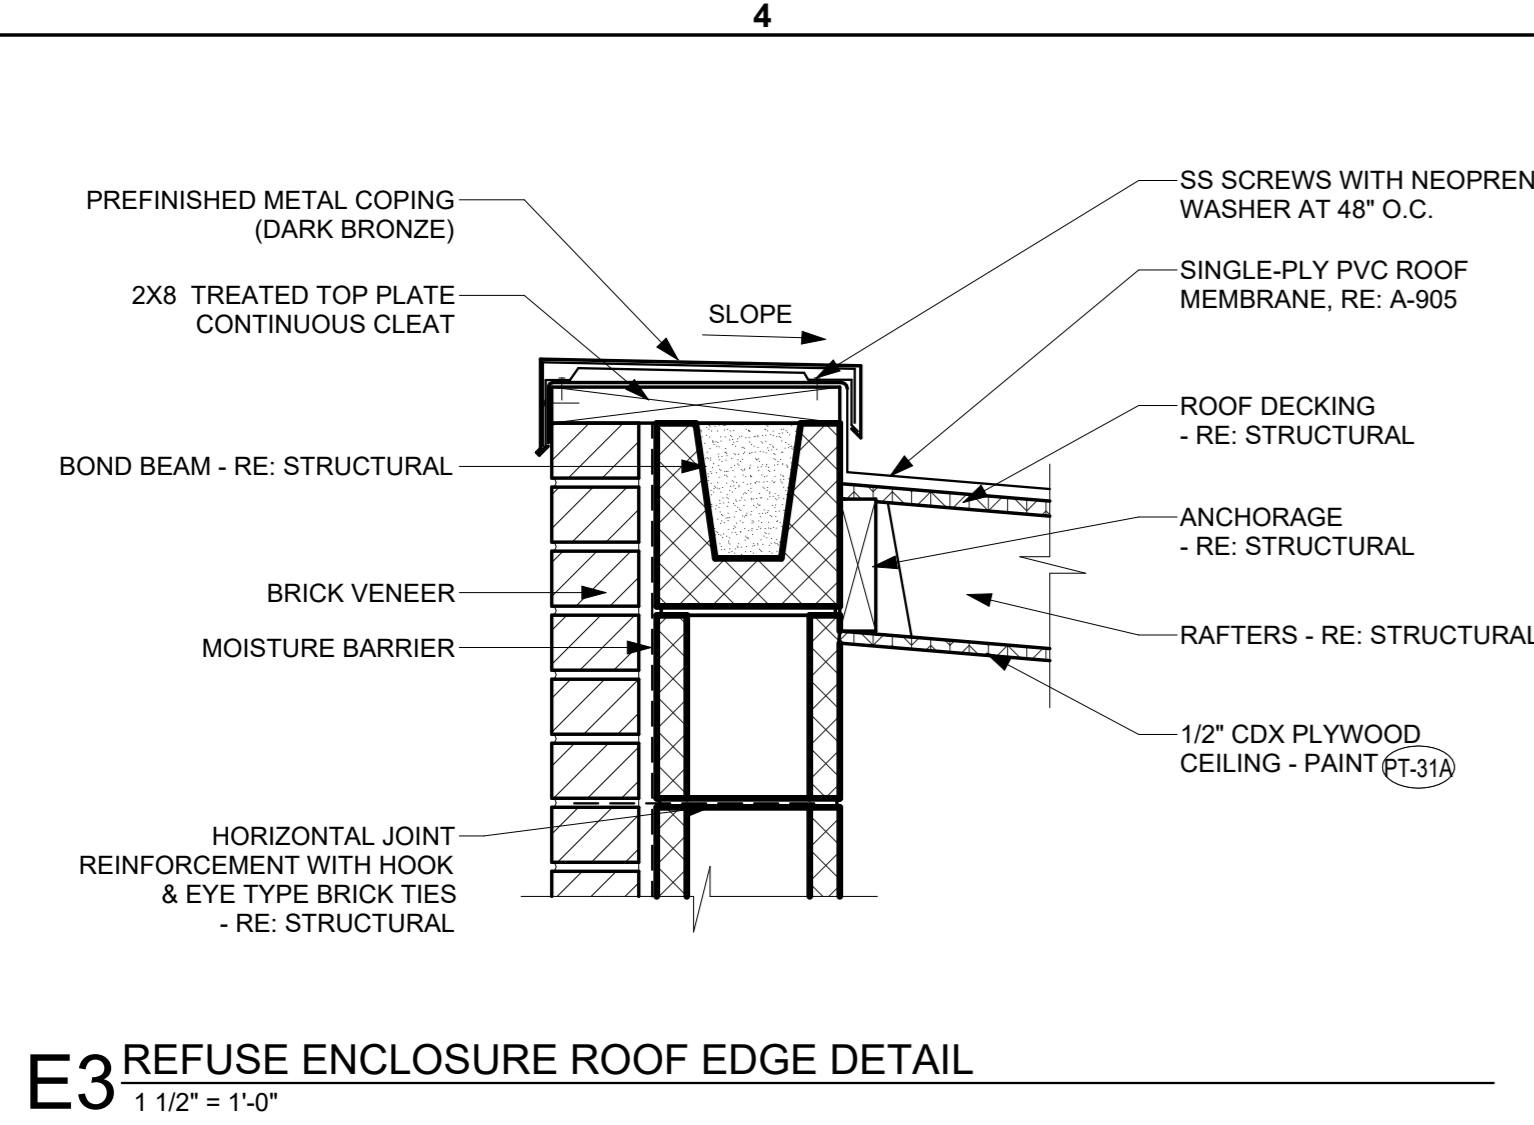 4
PREFINISHED METAL COPING
(DARK BRONZE)
2X8 TREATED TOP PLATE
CONTINUOUS CLEAT
BOND BEAM - RE: STRUCTURAL
BRICK VENEER
MOISTURE BARRIER
HORIZONTAL JOINT
REINFORCEMENT WITH HOOK
& EYE TYPE BRICK TIES
- RE: STRUCTURAL
SLOPE
SS SCREWS WITH NEOPREN
WASHER AT 48" O.C.
SINGLE-PLY PVC ROOF
MEMBRANE, RE: A-905
ROOF DECKING
- RE: STRUCTURAL
ANCHORAGE
- RE: STRUCTURAL
RAFTERS - RE: STRUCTURAL
1/2" CDX PLYWOOD
CEILING - PAINT PT-31A
E3 REFUSE ENCLOSURE ROOF EDGE DETAIL
1 1/2" = 1'-0"